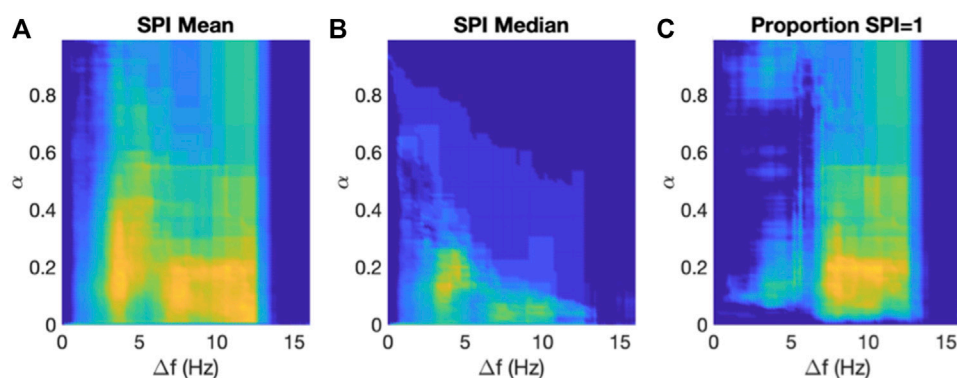 A SPI Mean B SPI Median C Proportion SPI=1
0.8 0.8 0.8
0.6 0.6 0.6
α α α
0.4 0.4 0.4
0.2 0.2 0.2
0 0 0
0 5 10 15 0 5 10 15 0 5 10 15
Δf (Hz) Δf (Hz) Δf (Hz)